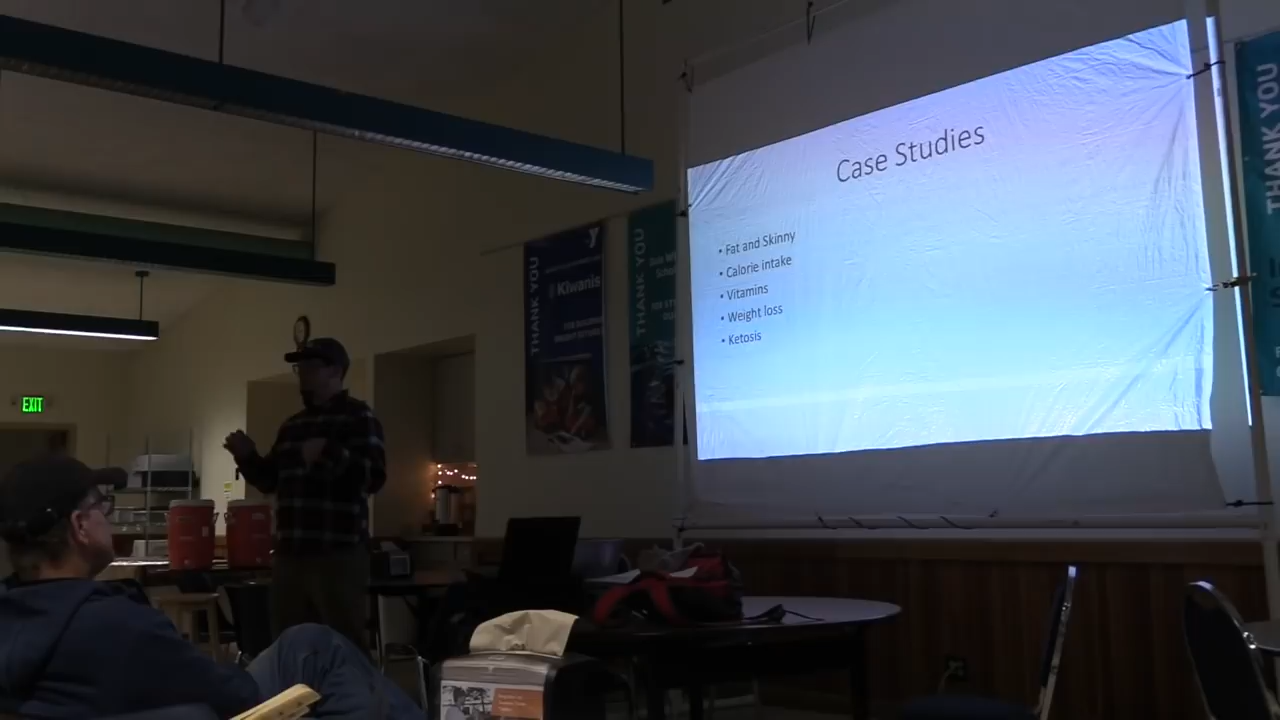 Case Studies
• Fat and Skinny
• Calorie intake
• Vitamins
• Weight loss
• Ketosis
THANK YOU
Kiwanis
THANK YOU
THANK YOU
EXIT